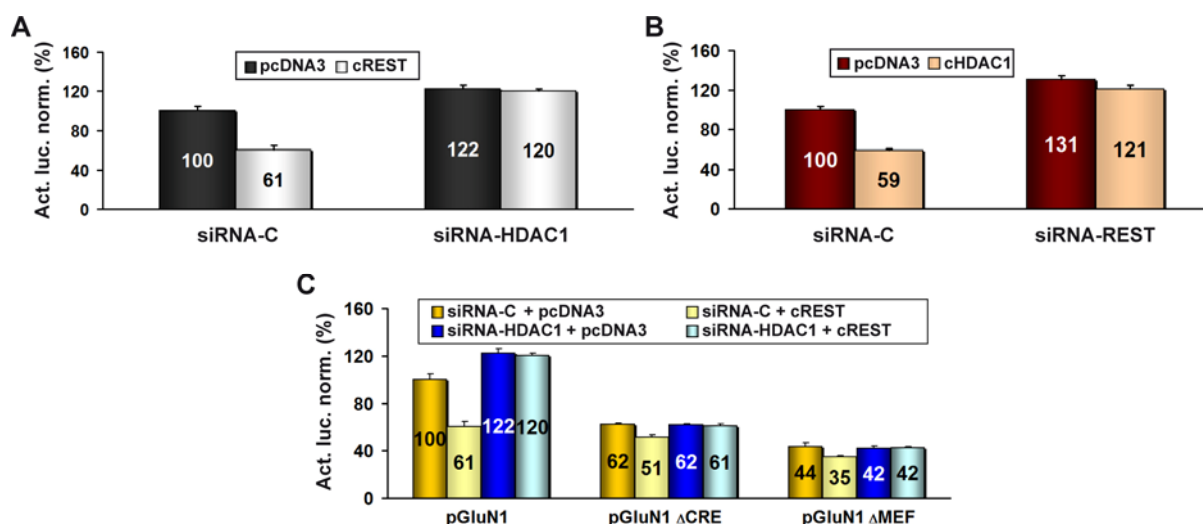 A
Act. luc. norm. (%)
160
120
80
40
0
pcDNA3 cREST
100
61
122
120
siRNA-C siRNA-HDAC1
B
Act. luc. norm. (%)
160
120
80
40
0
pcDNA3 cHDAC1
100
59
131
121
siRNA-C siRNA-REST
C
Act. luc. norm. (%)
160
120
80
40
0
siRNA-C + pcDNA3 siRNA-C + cREST
siRNA-HDAC1 + pcDNA3 siRNA-HDAC1 + cREST
100
61
122
120
62
51
62
61
44
35
42
42
pGluN1 pGluN1 ΔCRE pGluN1 ΔMEF